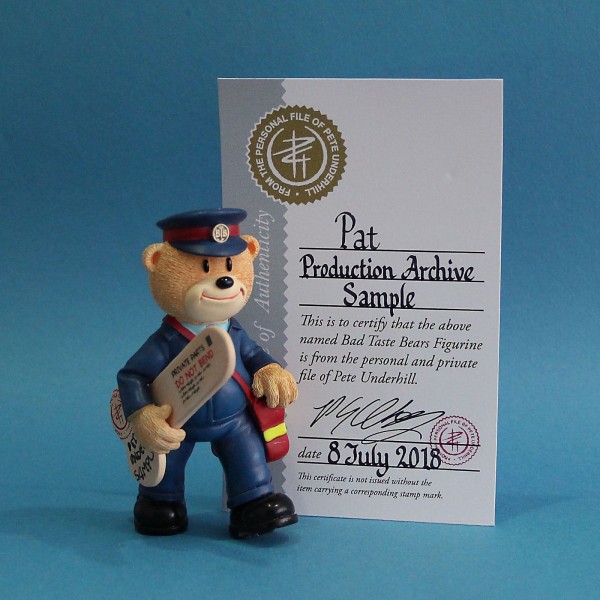 FROM THE PERSONAL FILE OF PETE UNDERHILL.
of Authenticity
Pat
Production Archive
Sample
This is to certify that the above
named Bad Taste Bears Figurine
is from the personal and private
file of Pete Underhill.
date 8 July 2018
This certificate is not issued without the
item carrying a corresponding stamp mark.
PRIVATE PARTS
DO NOT BEND